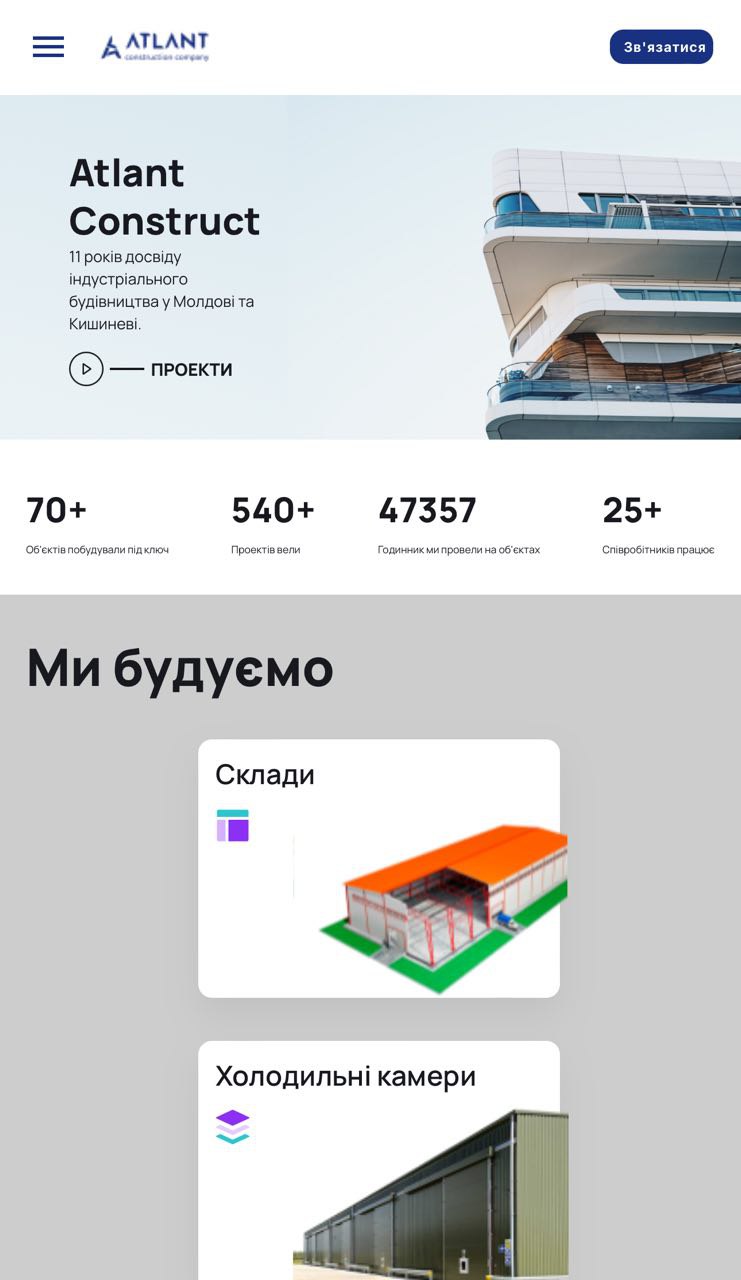 ATLANT
construction company
Зв'язатися
Atlant
Construct
11 років досвіду
індустріального
будівництва у Молдові та
Кишиневі.
ПРОЕКТИ
70+
540+
47357
25+
Об'єктів побудували під ключ
Проектів вели
Годинник ми провели на об'єктах
Співробітників працює
Ми будуємо
Склади
Холодильні камери